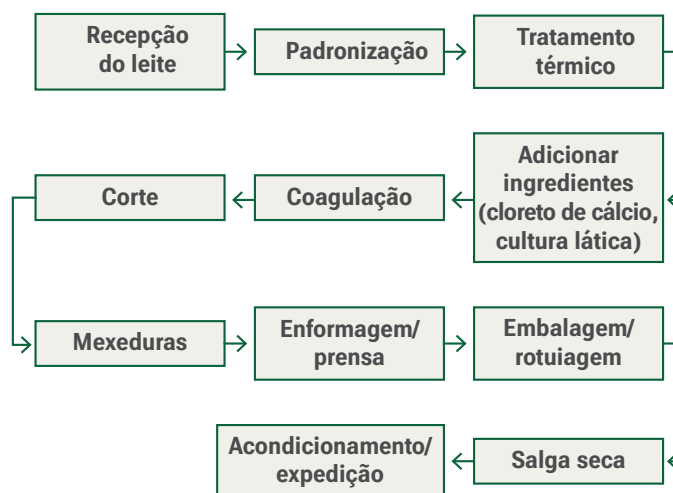 Recepção
do leite
Padronização
Tratamento
térmico
Adicionar
ingredientes
(cloreto de cálcio,
cultura lática)
Coagulação
Corte
Mexeduras
Enformagem/
prensa
Embalagem/
rotuiagem
Salga seca
Acondicionamento/
expedição